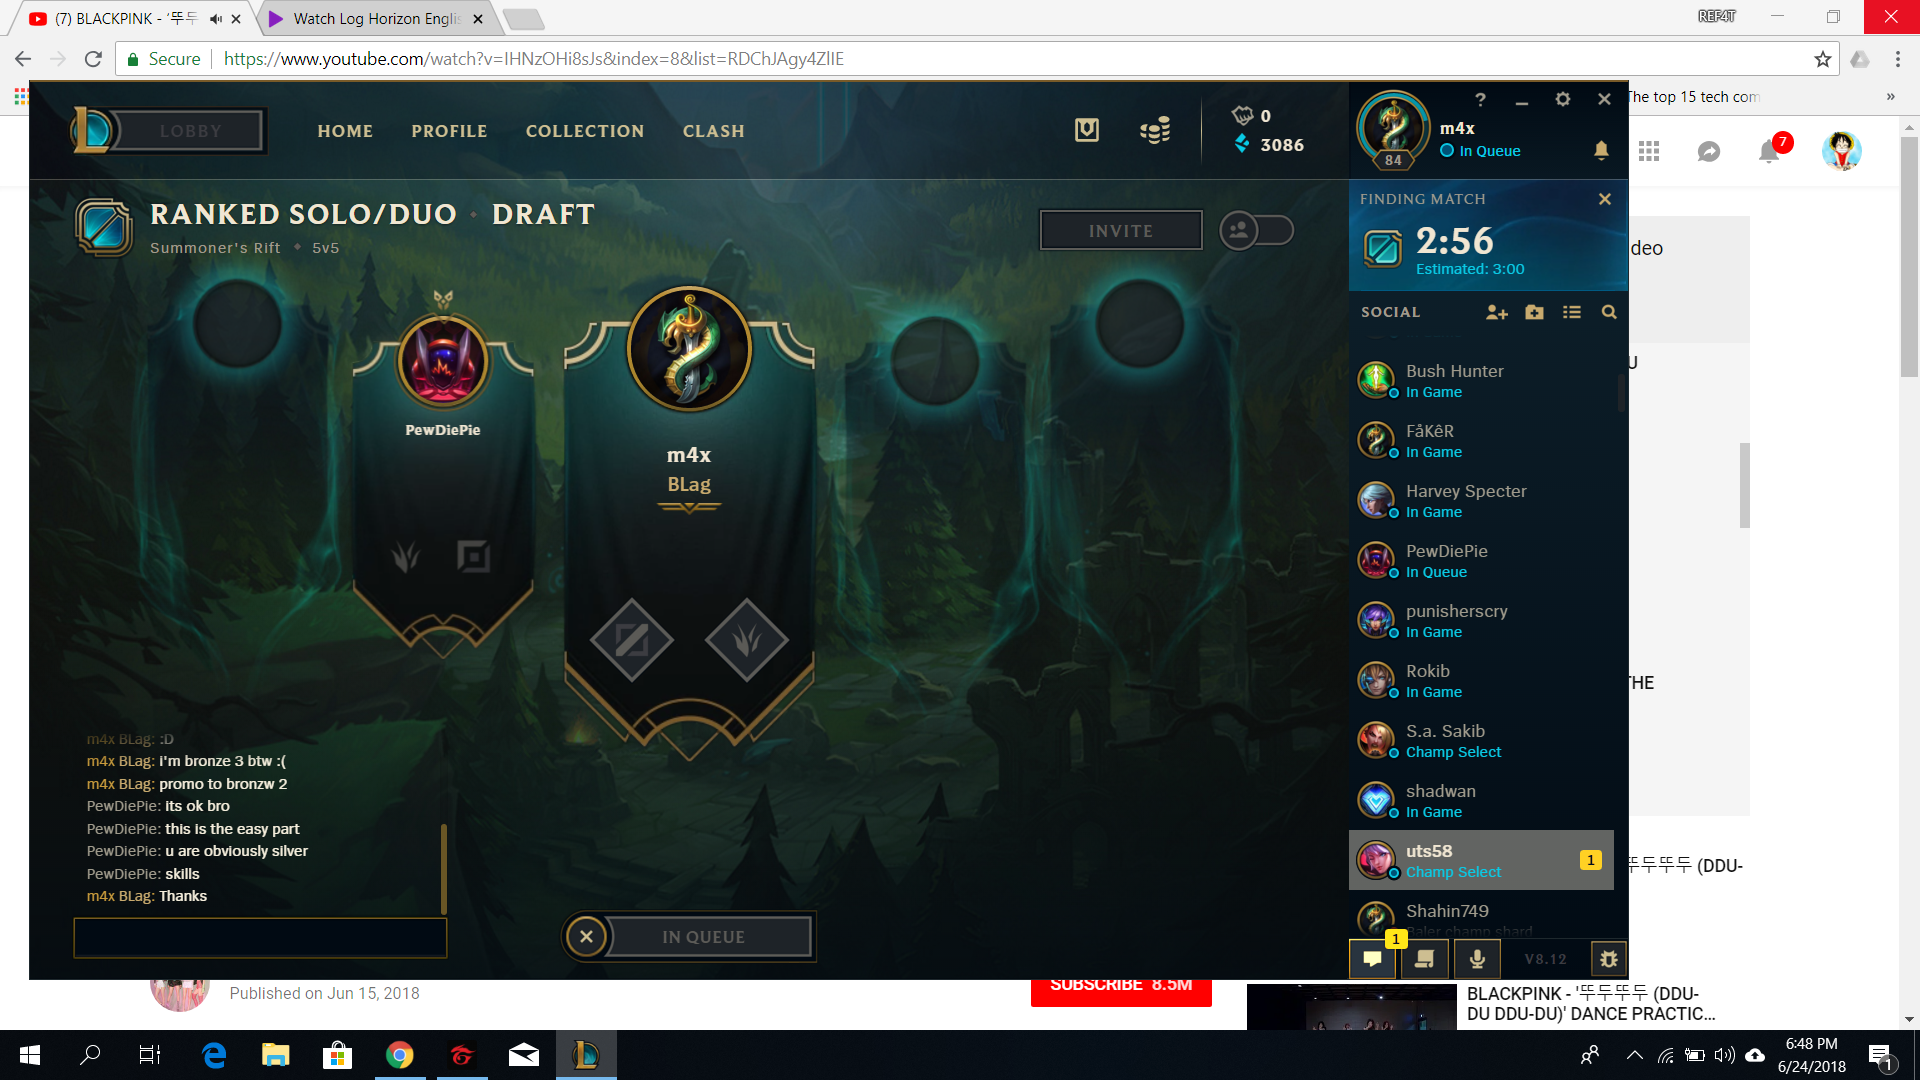 (7) BLACKPINK - '뚜두
Watch Log Horizon Englis
REF4T
Secure
https://www.youtube.com/watch?v=IHNzOHi8sJs&index=8&list=RDChJAgy4ZlIE
The top 15 tech com
»
LOBBY
HOME
PROFILE
COLLECTION
CLASH
0
3086
84
?
m4x
In Queue
7
RANKED SOLO/DUO • DRAFT
Summoner's Rift • 5v5
INVITE
FINDING MATCH
2:56
Estimated: 3:00
deo
SOCIAL
PewDiePie
m4x
BLag
Bush Hunter
In Game
FåKêR
In Game
Harvey Specter
In Game
PewDiePie
In Queue
punisherscry
In Game
Rokib
In Game
S.a. Sakib
Champ Select
shadwan
In Game
uts58
Champ Select
1
Shahin749
Baler champ shard
U
THE
뚜두뚜두 (DDU-
m4x BLag: :D
m4x BLag: i'm bronze 3 btw :(
m4x BLag: promo to bronzw 2
PewDiePie: its ok bro
PewDiePie: this is the easy part
PewDiePie: u are obviously silver
PewDiePie: skills
m4x BLag: Thanks
IN QUEUE
1
V8.12
Published on Jun 15, 2018
SUBSCRIBE 8.5M
BLACKPINK - '뚜두뚜두 (DDU-
DU DDU-DU)' DANCE PRACTIC...
6:48 PM
6/24/2018
1